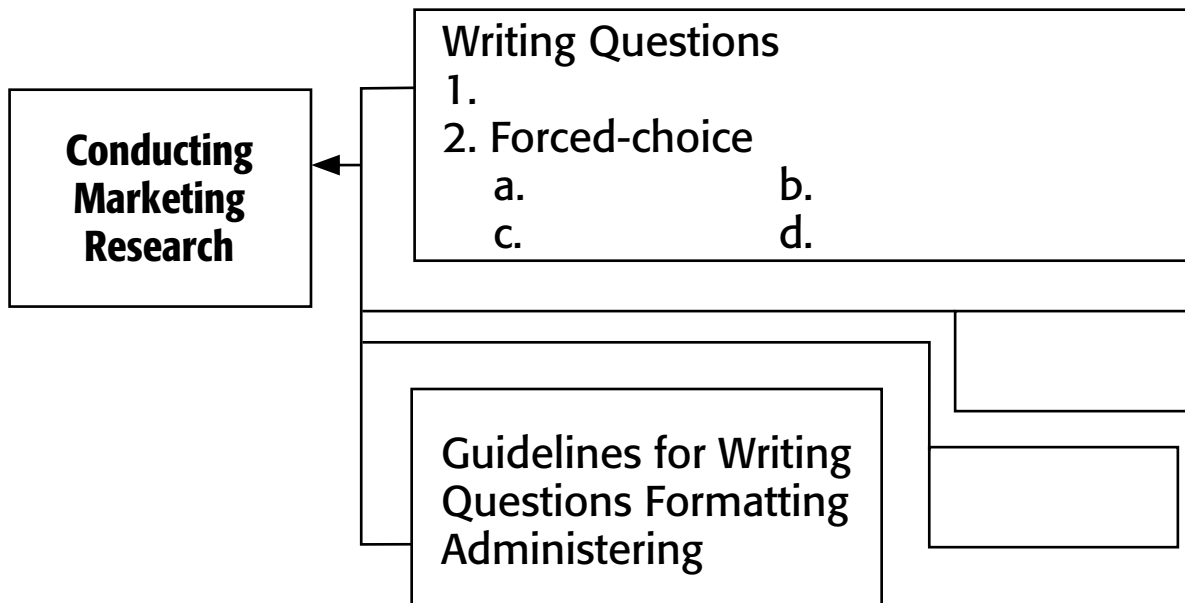 Conducting
Marketing
Research
Writing Questions
1.
2. Forced-choice
a. b.
c. d.
Guidelines for Writing
Questions Formatting
Administering